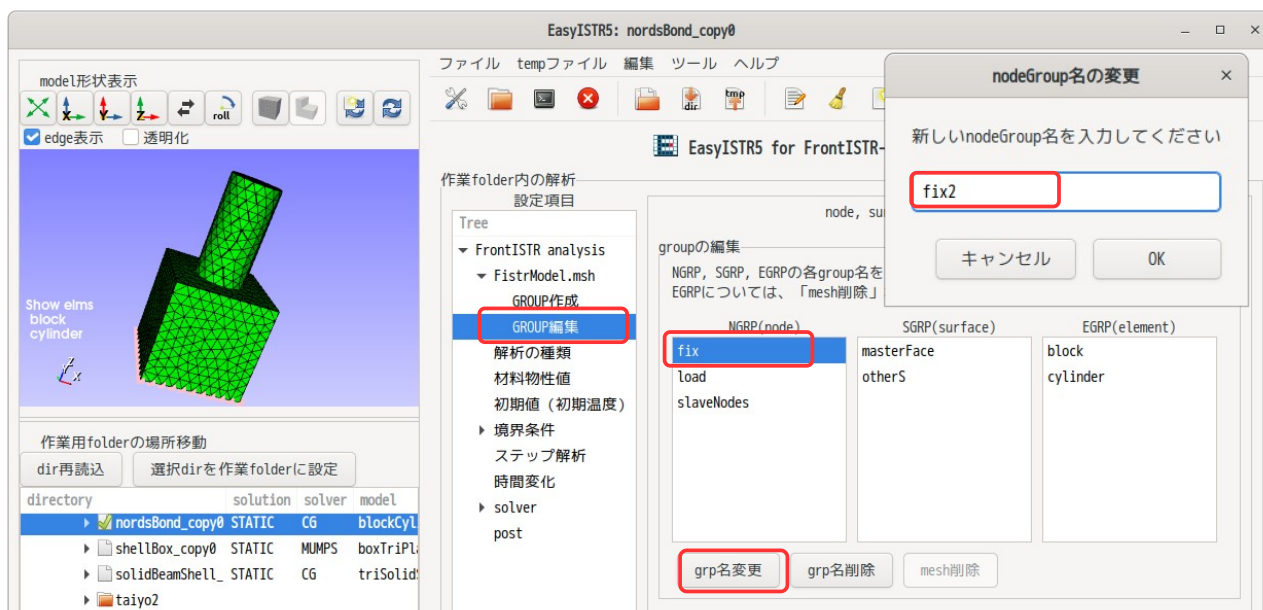 EasyISTR5: nordsBond_copy0
model形状表示
roll
edge表示 透明化
Show elms
block
cylinder
Z
X
作業用folderの場所移動
dir再読込 選択dirを作業folderに設定
directory solution solver model
nordsBond_copy0 STATIC CG blockCyl
shellBox_copy0 STATIC MUMPS boxTriPl
solidBeamShell_ STATIC CG triSolid
taiyo2
ファイル tempファイル 編集 ツール ヘルプ
dir tmp
EasyISTR5 for FrontISTR-
作業folder内の解析
設定項目
Tree
FrontISTR analysis
FistrModel.msh
GROUP作成
GROUP編集
解析の種類
材料物性値
初期値（初期温度）
境界条件
ステップ解析
時間変化
solver
post
node, su
groupの編集
NGRP, SGRP, EGRPの各group名を
EGRPについては、「mesh削除」
NGRP(node) SGRP(surface) EGRP(element)
fix masterFace block
load otherS cylinder
slaveNodes
grp名変更 grp名削除 mesh削除
nodeGroup名の変更
新しいnodeGroup名を入力してください
fix2
キャンセル OK